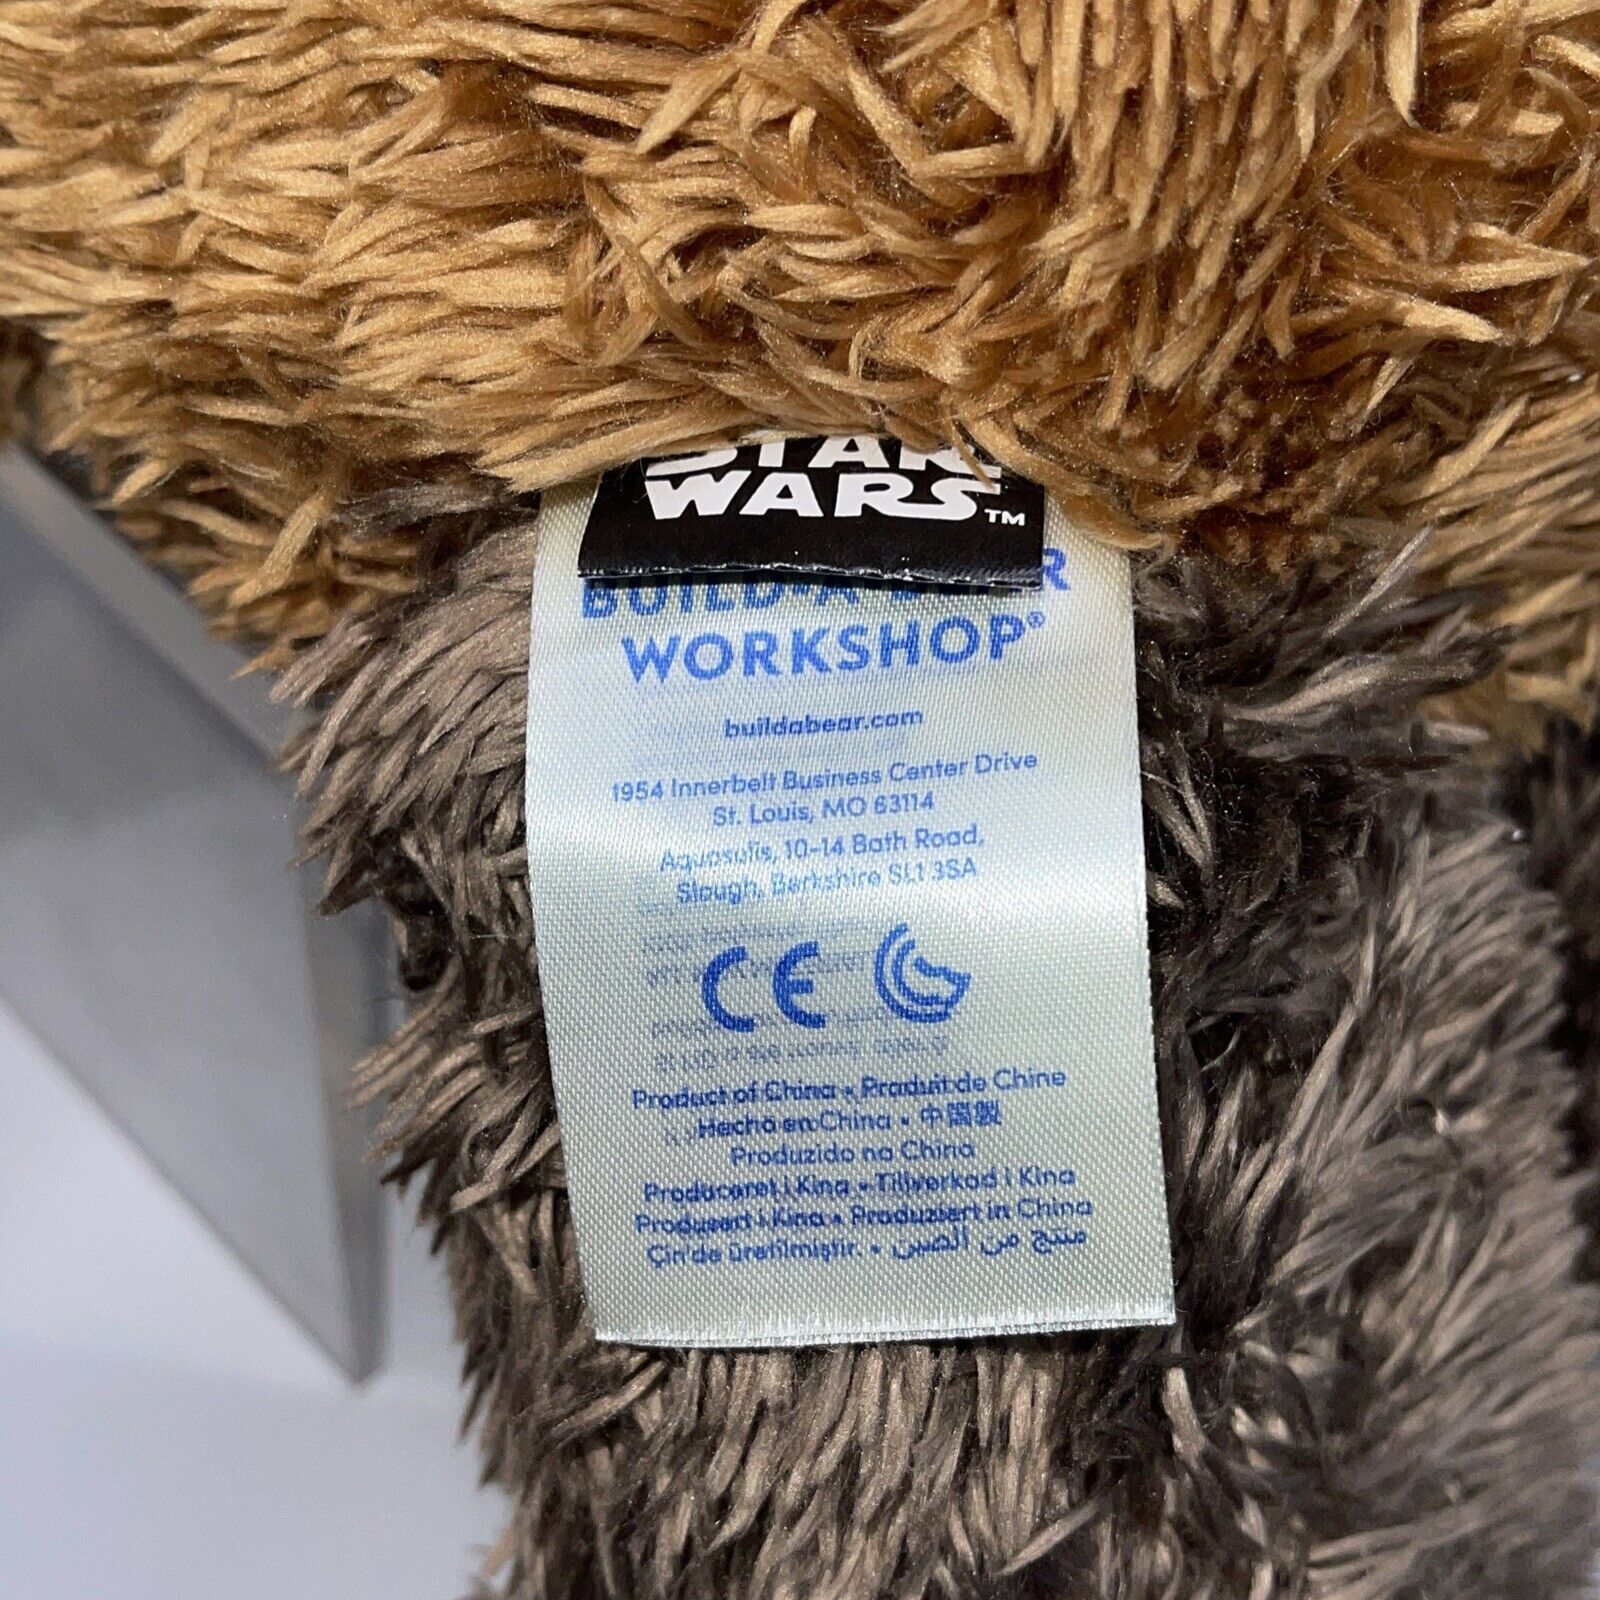 STAR
WARS™
BUILD-A-BEAR
WORKSHOP®
buildabear.com
1954 Innerbelt Business Center Drive
St. Louis, MO 63114
Aquasulis, 10-14 Bath Road,
Slough, Berkshire SL1 3SA
CE
Product of China • Produit de Chine
Hecho en China • 中國製
Produzido na China
Produceret i Kina • Tillverkad i Kina
Produsert i Kina • Produziert in China
Çin'de üretilmiştir. • منتج من الصين